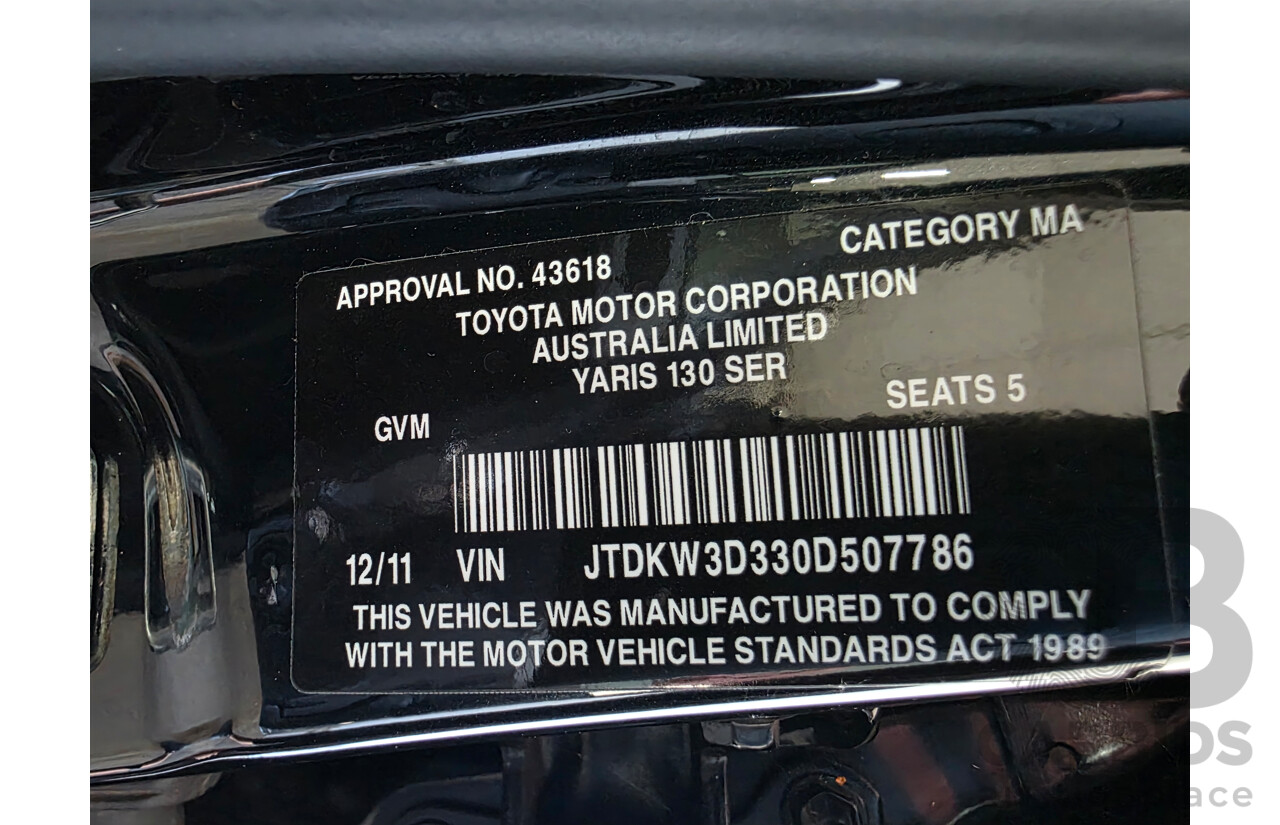 APPROVAL NO. 43618
CATEGORY MA
TOYOTA MOTOR CORPORATION
AUSTRALIA LIMITED
YARIS 130 SER
SEATS 5
GVM
12/11 VIN JTDKW3D330D507786
THIS VEHICLE WAS MANUFACTURED TO COMPLY
WITH THE MOTOR VEHICLE STANDARDS ACT 1989